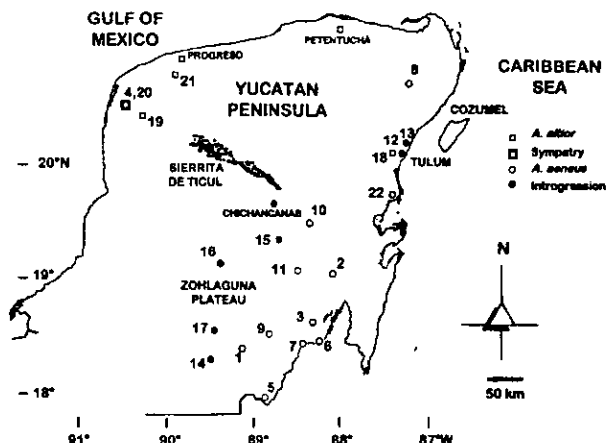 GULF OF
MEXICO
PETENTUCHA
PROGRESO
21
8
YUCATAN
PENINSULA
CARIBBEAN
SEA
4,20
19
COZUMEL
12
13
18
TULUM
A. altior
Sympatry
A. aeneus
Introgression
20°N
SIERRITA
DE TICUL
22
CHICHANCANAB
10
15
16
11
2
N
19°
ZOHLAGUNA
PLATEAU
3
17
9
7
6
14
1
5
18°
50 km
91°
90°
89°
88°
87°W